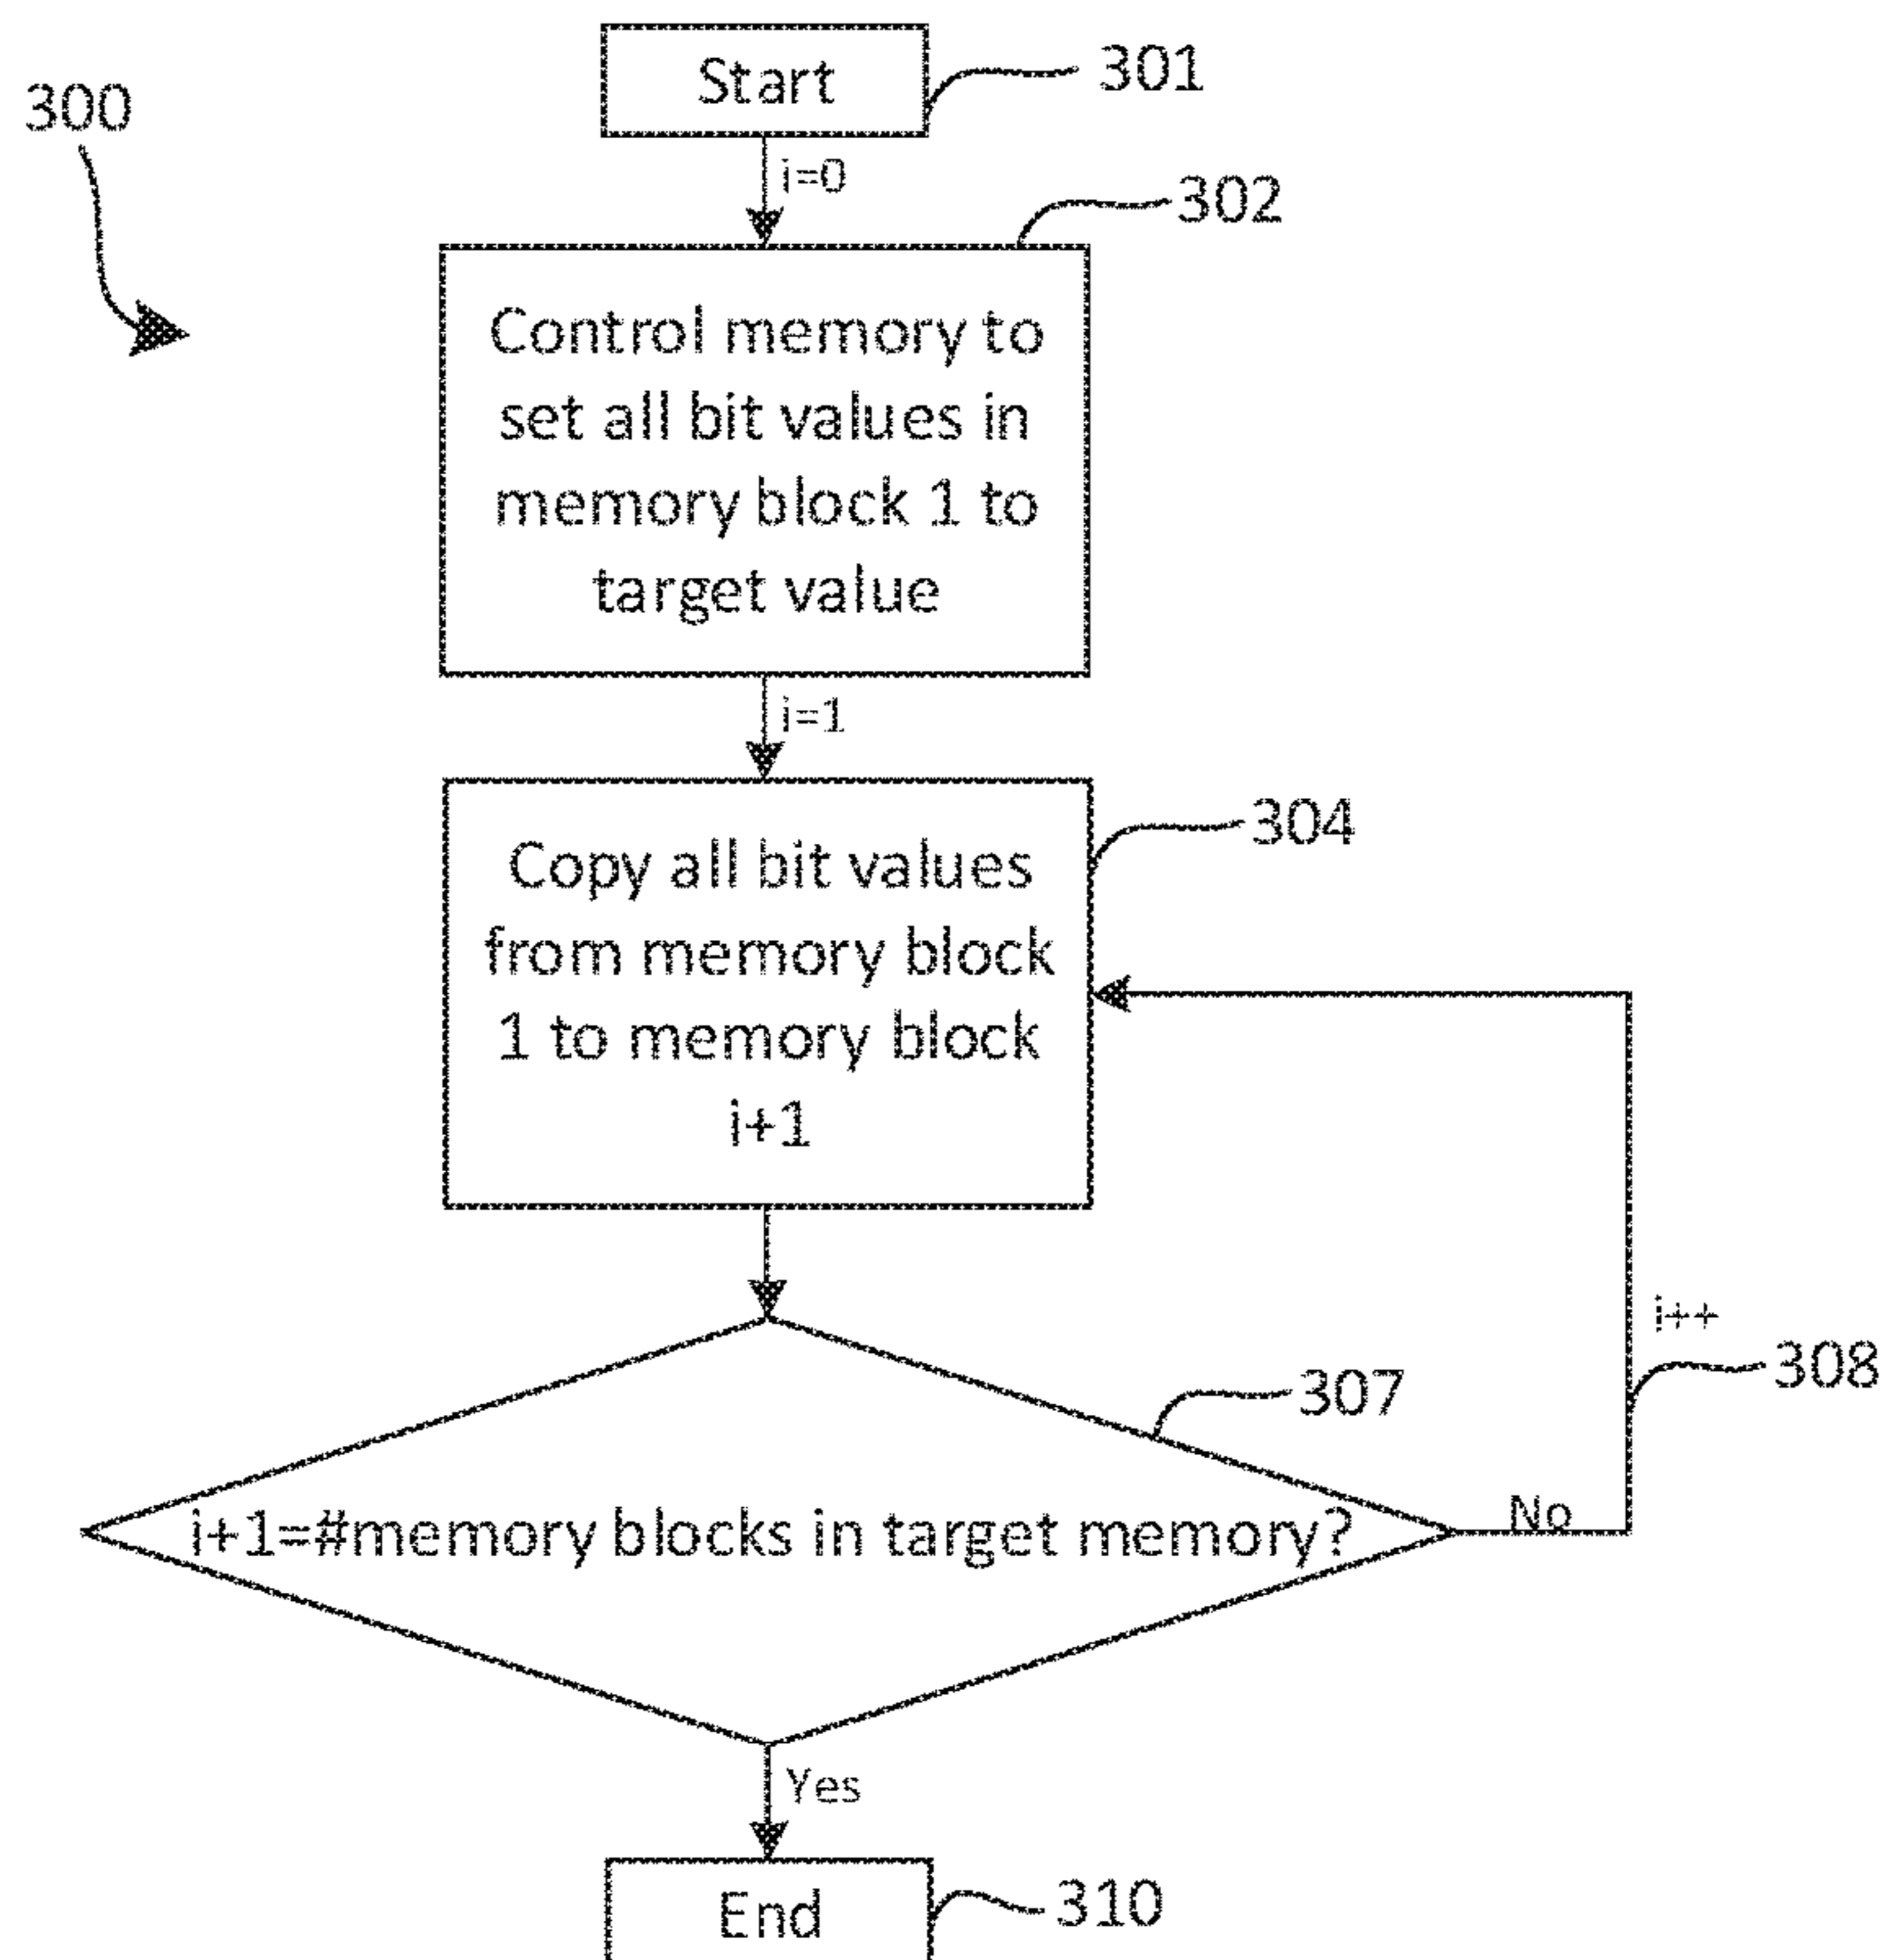 300
Start
301
i=0
302
Control memory to
set all bit values in
memory block 1 to
target value
i=1
304
Copy all bit values
from memory block
1 to memory block
i+1
i++
308
307
i+1=#memory blocks in target memory?
No
Yes
End
310